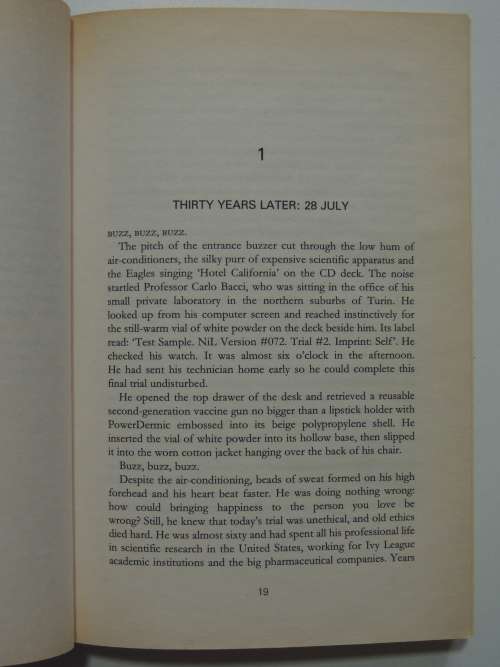 1
THIRTY YEARS LATER: 28 JULY
BUZZ, BUZZ, BUZZ.
The pitch of the entrance buzzer cut through the low hum of
air-conditioners, the silky purr of expensive scientific apparatus and
the Eagles singing ‘Hotel California’ on the CD deck. The noise
startled Professor Carlo Bacci, who was sitting in the office of his
small private laboratory in the northern suburbs of Turin. He
looked up from his computer screen and reached instinctively for
the still-warm vial of white powder on the deck beside him. Its label
read: ‘Test Sample. NiL Version #072. Trial #2. Imprint: Self’. He
checked his watch. It was almost six o’clock in the afternoon.
He had sent his technician home early so he could complete this
final trial undisturbed.
He opened the top drawer of the desk and retrieved a reusable
second-generation vaccine gun no bigger than a lipstick holder with
PowerDermic embossed into its beige polypropylene shell. He
inserted the vial of white powder into its hollow base, then slipped
it into the worn cotton jacket hanging over the back of his chair.
Buzz, buzz, buzz.
Despite the air-conditioning, beads of sweat formed on his high
forehead and his heart beat faster. He was doing nothing wrong:
how could bringing happiness to the person you love be
wrong? Still, he knew that today’s trial was unethical, and old ethics
died hard. He was almost sixty and had spent all his professional life
in scientific research in the United States, working for Ivy League
academic institutions and the big pharmaceutical companies. Years
19